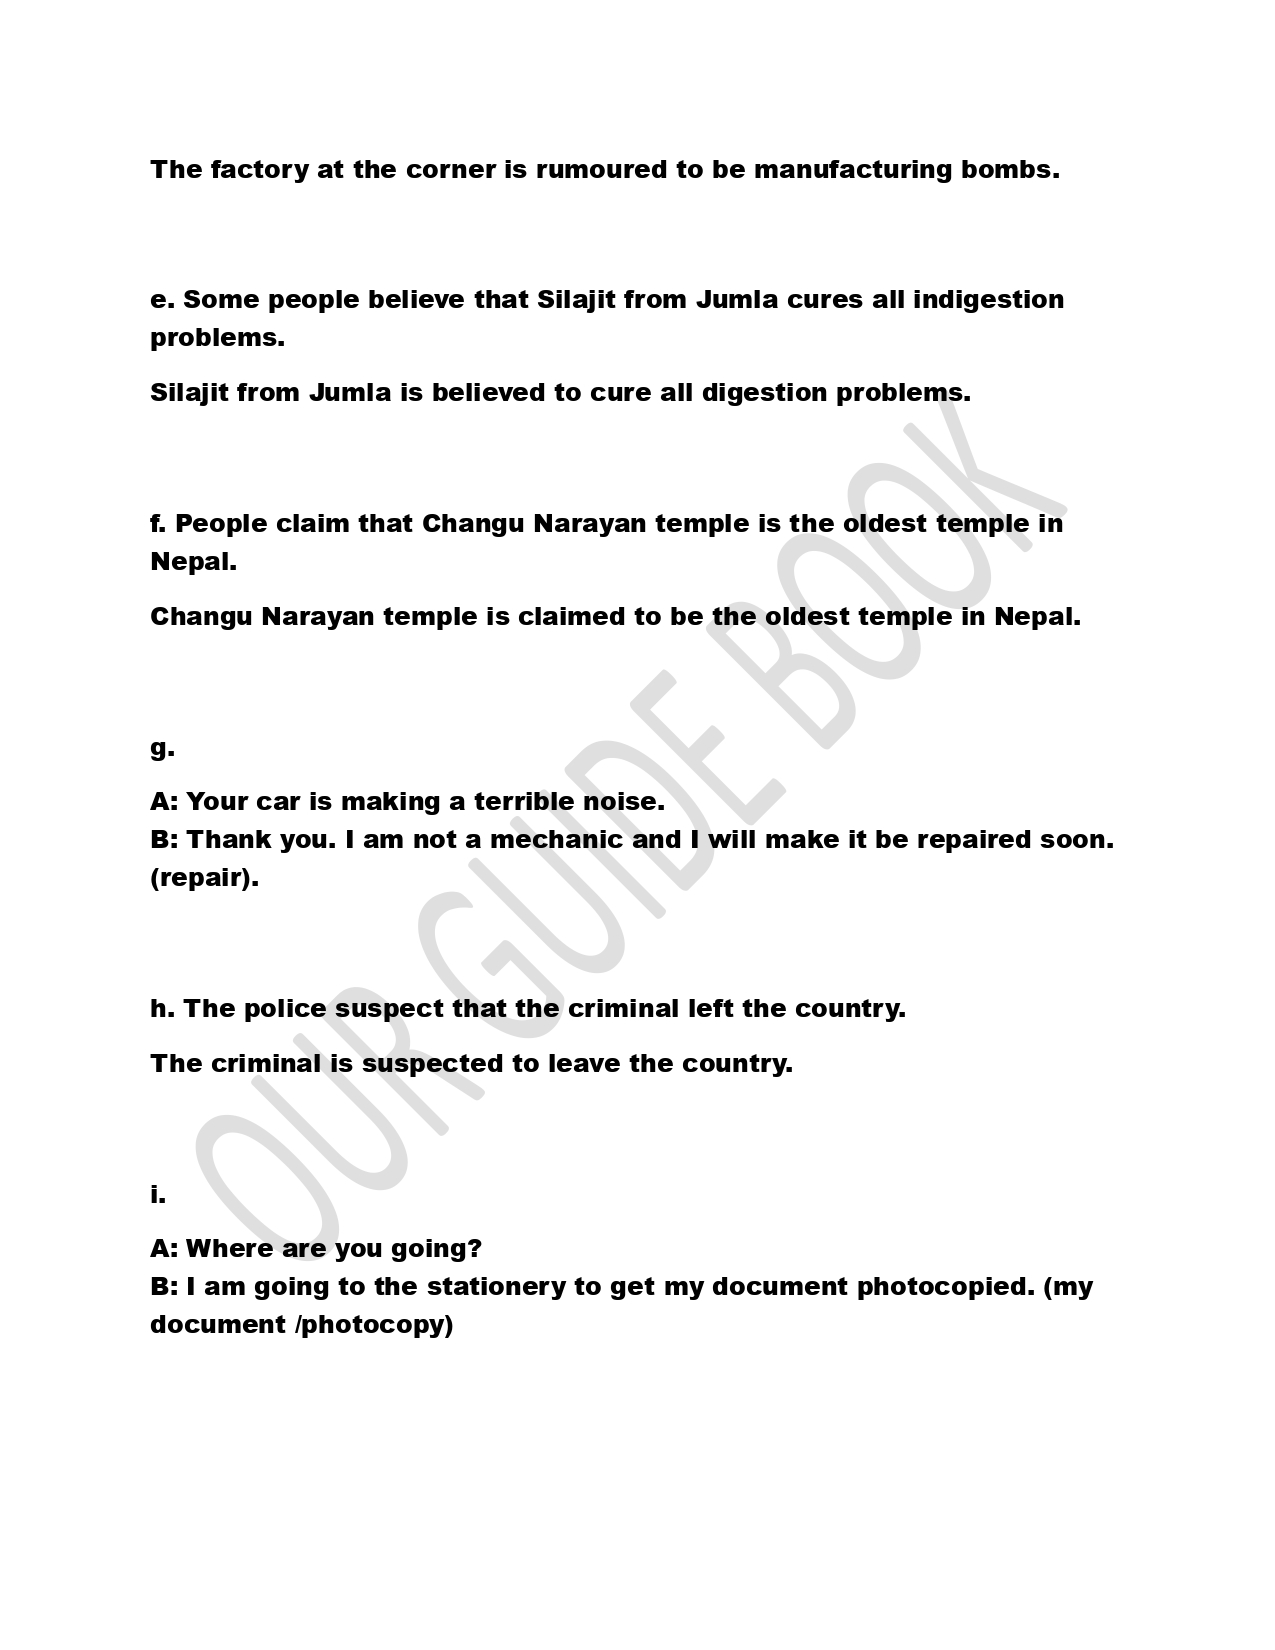 The factory at the corner is rumoured to be manufacturing bombs.
e. Some people believe that Silajit from Jumla cures all indigestion
problems.
Silajit from Jumla is believed to cure all digestion problems.
f. People claim that Changu Narayan temple is the oldest temple in
Nepal.
Changu Narayan temple is claimed to be the oldest temple in Nepal.
g.
A: Your car is making a terrible noise.
B: Thank you. I am not a mechanic and I will make it be repaired soon.
(repair).
h. The police suspect that the criminal left the country.
The criminal is suspected to leave the country.
i.
A: Where are you going?
B: I am going to the stationery to get my document photocopied. (my
document /photocopy)
OUR GUIDE BOOK